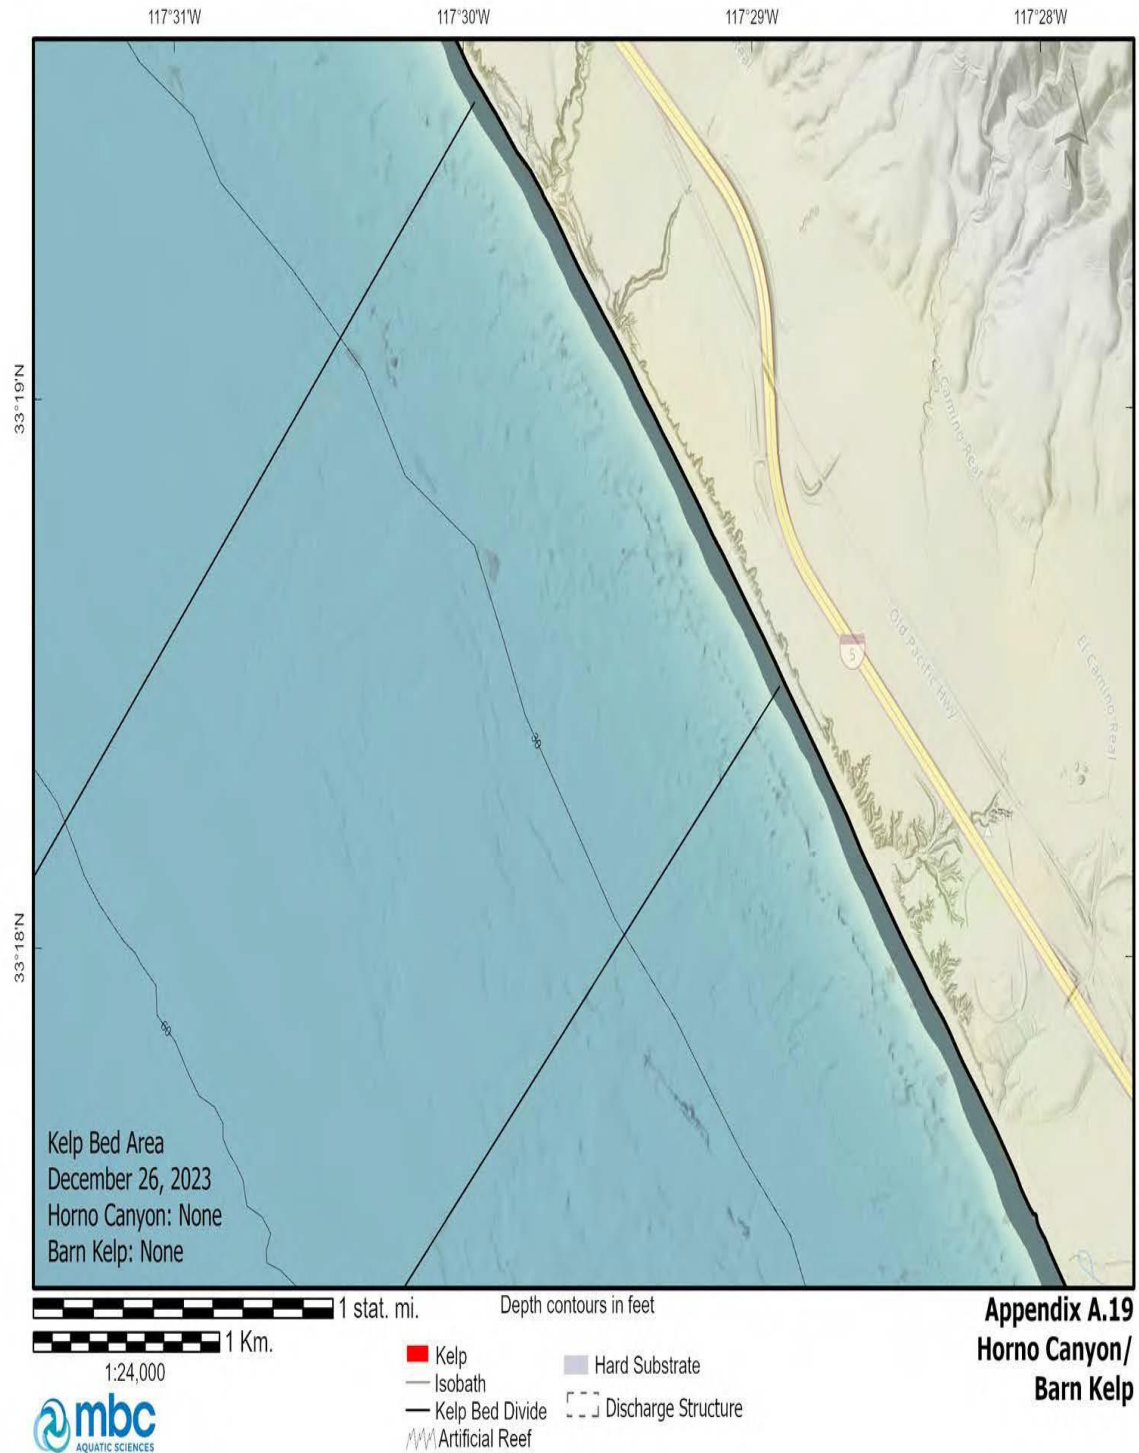 117°31'W
117°30'W
117°29'W
117°28'W
N
33°19'N
El Camino Real
5
Old Pacific Hwy
El Camino Real
30
33°18'N
60
Kelp Bed Area
December 26, 2023
Horno Canyon: None
Barn Kelp: None
1 stat. mi.
Depth contours in feet
1 Km.
1:24,000
Kelp
Isobath
Kelp Bed Divide
Artificial Reef
Hard Substrate
Discharge Structure
Appendix A.19
Horno Canyon/
Barn Kelp
mbc
AQUATIC SCIENCES